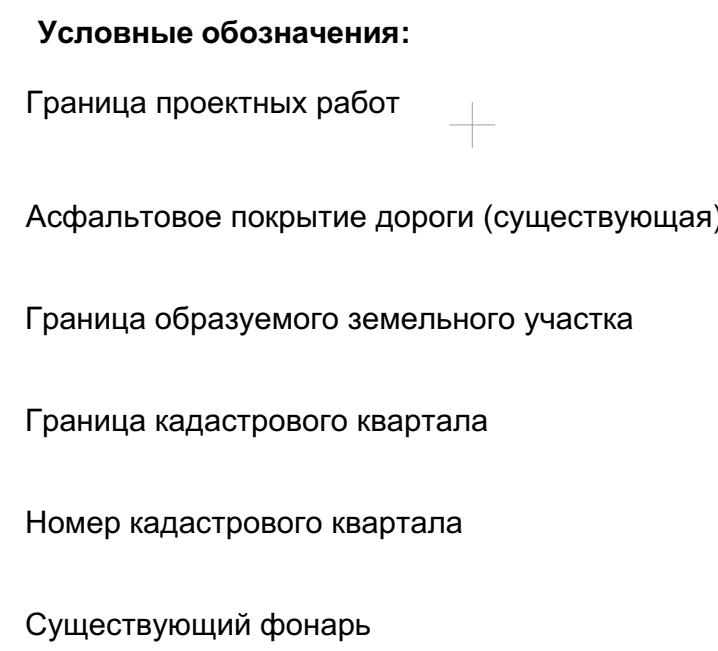 Условные обозначения:
Граница проектных работ
Асфальтовое покрытие дороги (существующая)
Граница образуемого земельного участка
Граница кадастрового квартала
Номер кадастрового квартала
Существующий фонарь